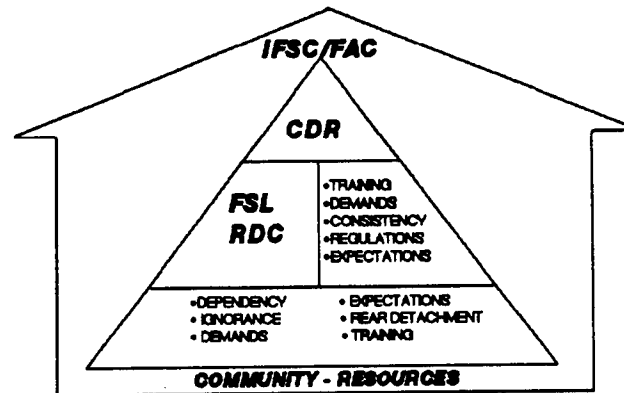 IFSC/FAC
CDR
FSL
RDC
•TRAINING
•DEMANDS
•CONSISTENCY
•REGULATIONS
•EXPECTATIONS
•DEPENDENCY
• IGNORANCE
• DEMANDS
• EXPECTATIONS
• REAR DETACHMENT
• TRAINING
COMMUNITY - RESOURCES